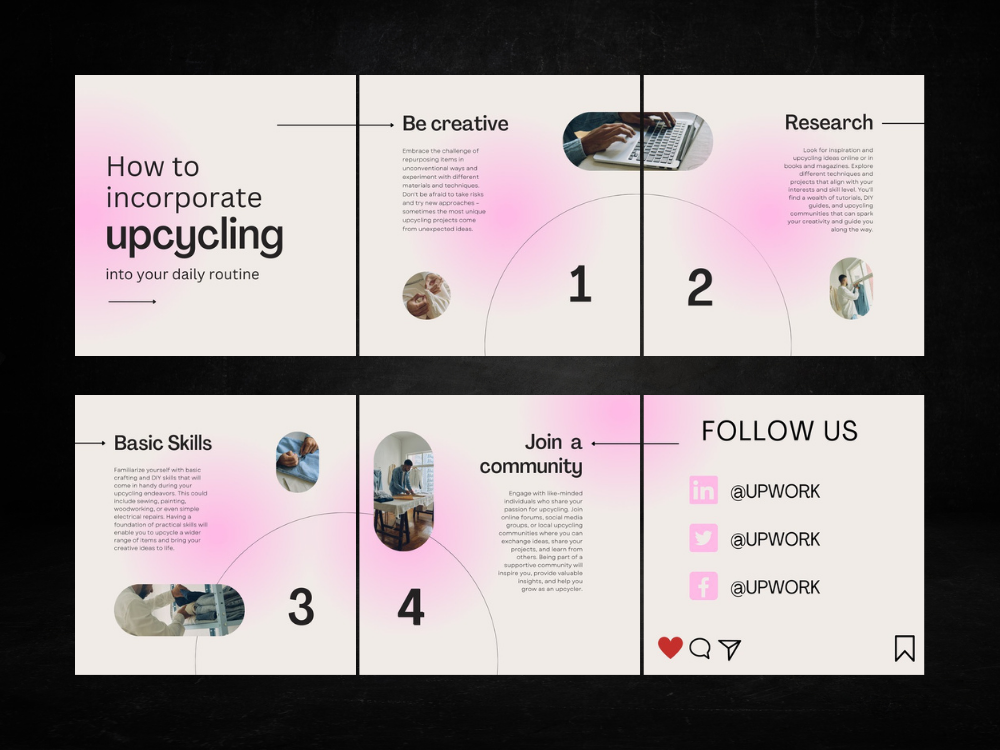 How to
incorporate
upcycling
into your daily routine
Be creative
Embrace the challenge of
repurposing items in
unconventional ways and
experiment with different
materials and techniques.
Don't be afraid to take risks
and try new approaches –
sometimes the most unique
upcycling projects come
from unexpected ideas.
1
Research
Look for inspiration and
upcycling ideas online or in
books and magazines. Explore
different techniques and
projects that align with your
interests and skill level. You'll
find a wealth of tutorials, DIY
guides, and upcycling
communities that can spark
your creativity and guide you
along the way.
2
Basic Skills
Familiarize yourself with basic
crafting and DIY skills that will
come in handy during your
upcycling endeavors. This could
include sewing, painting,
woodworking, or even simple
electrical repairs. Having a
foundation of practical skills will
enable you to upcycle a wider
range of items and bring your
creative ideas to life.
3
Join a
community
Engage with like-minded
individuals who share your
passion for upcycling. Join
online forums, social media
groups, or local upcycling
communities where you can
exchange ideas, share your
projects, and learn from
others. Being part of a
supportive community will
inspire you, provide valuable
insights, and help you
grow as an upcycler.
4
FOLLOW US
in
@UPWORK
@UPWORK
f
@UPWORK